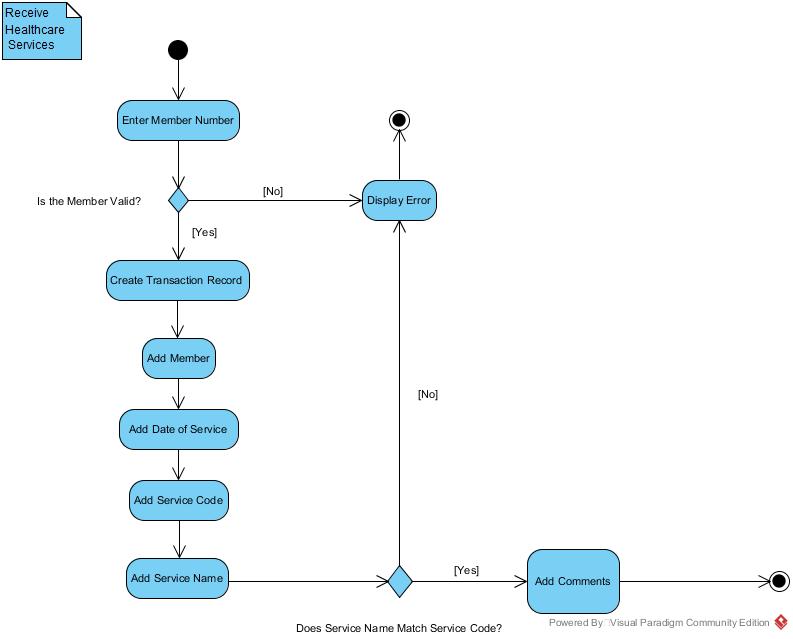 Receive
Healthcare
Services
Enter Member Number
Is the Member Valid?
[No]
Display Error
[Yes]
Create Transaction Record
Add Member
[No]
Add Date of Service
Add Service Code
Add Service Name
[Yes]
Add Comments
Does Service Name Match Service Code?
Powered By Visual Paradigm Community Edition